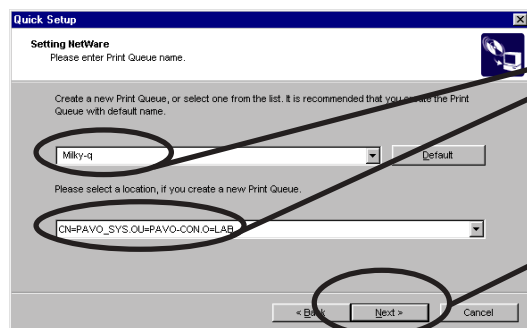 Quick Setup
Setting NetWare
Please enter Print Queue name.
Create a new Print Queue, or select one from the list. It is recommended that you create the Print
Queue with default name.
Milky-q
Default
Please select a location, if you create a new Print Queue.
CN=PAVO_SYS.OU=PAVO-CON.O=LAB
< Back
Next >
Cancel